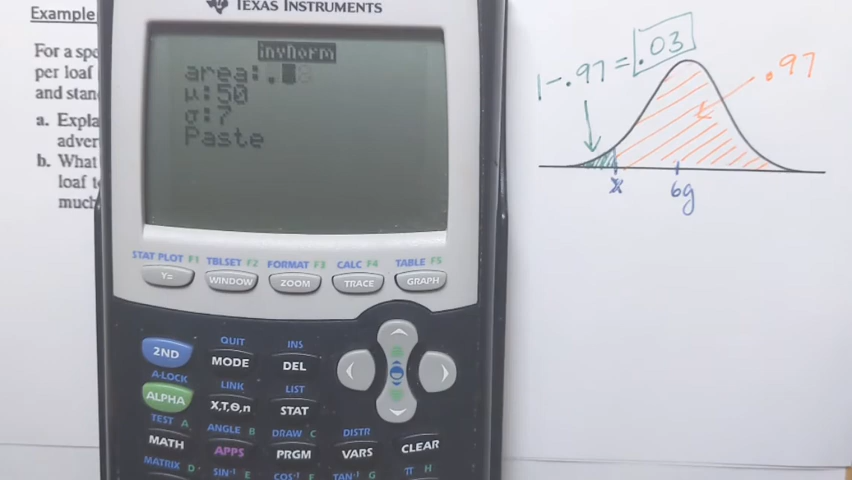 Example
For a spe
per loaf
and stan
a. Expla
adver
b. What
loaf t
much
TEXAS INSTRUMENTS
invNorm
area:.
μ:50
σ:7
Paste
STAT PLOT F1 TBLSET F2 FORMAT F3 CALC F4 TABLE F5
Y= WINDOW ZOOM TRACE GRAPH
QUIT INS
2ND MODE DEL
A-LOCK LINK LIST
ALPHA X,T,Θ,n STAT
TEST A ANGLE B DRAW C DISTR
MATH APPS PRGM VARS CLEAR
MATRIX D SIN⁻¹ E COS⁻¹ F TAN⁻¹ G π H
1-.97=.03
.97
x 6g